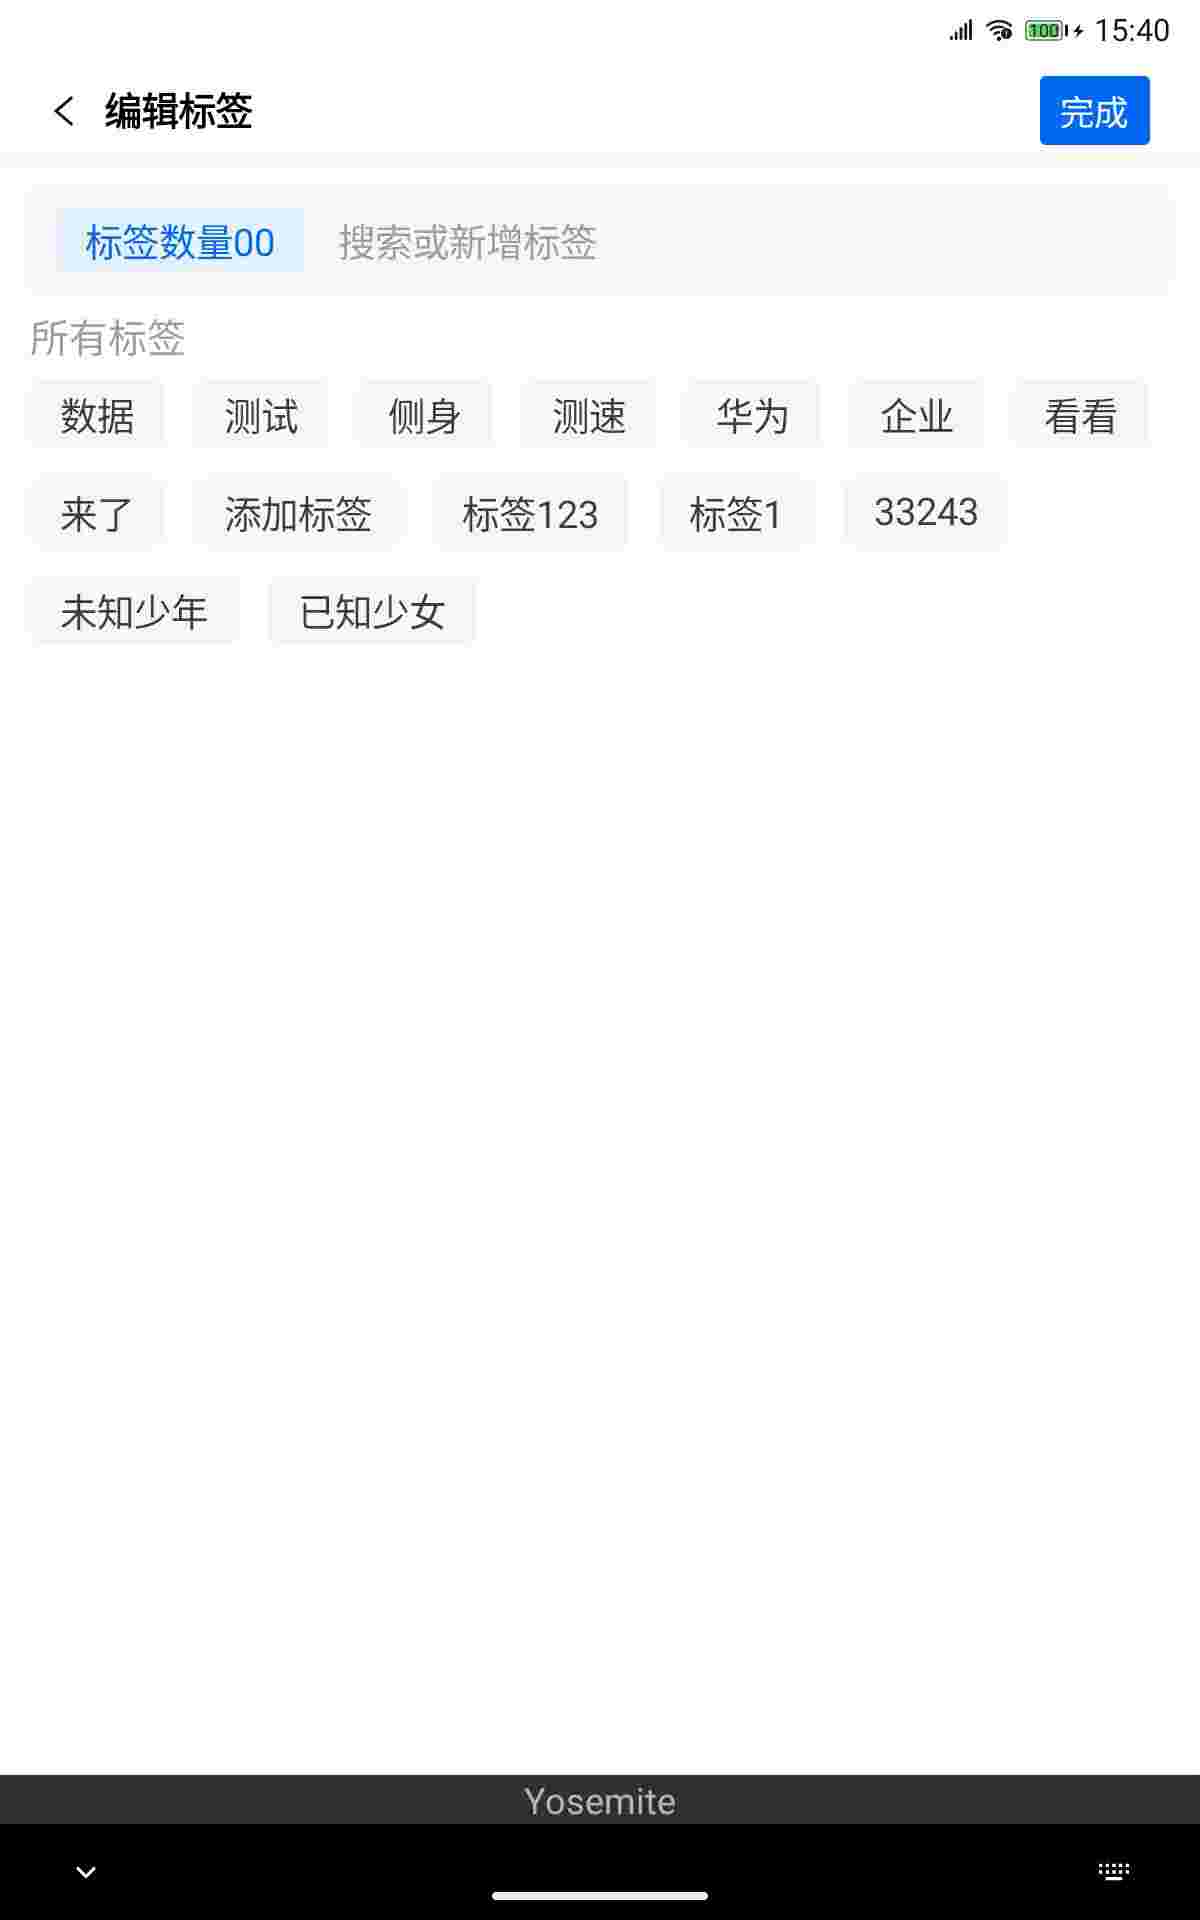 100 15:40
编辑标签 完成
标签数量00 搜索或新增标签
所有标签
数据 测试 侧身 测速 华为 企业 看看
来了 添加标签 标签123 标签1 33243
未知少年 已知少女
Yosemite